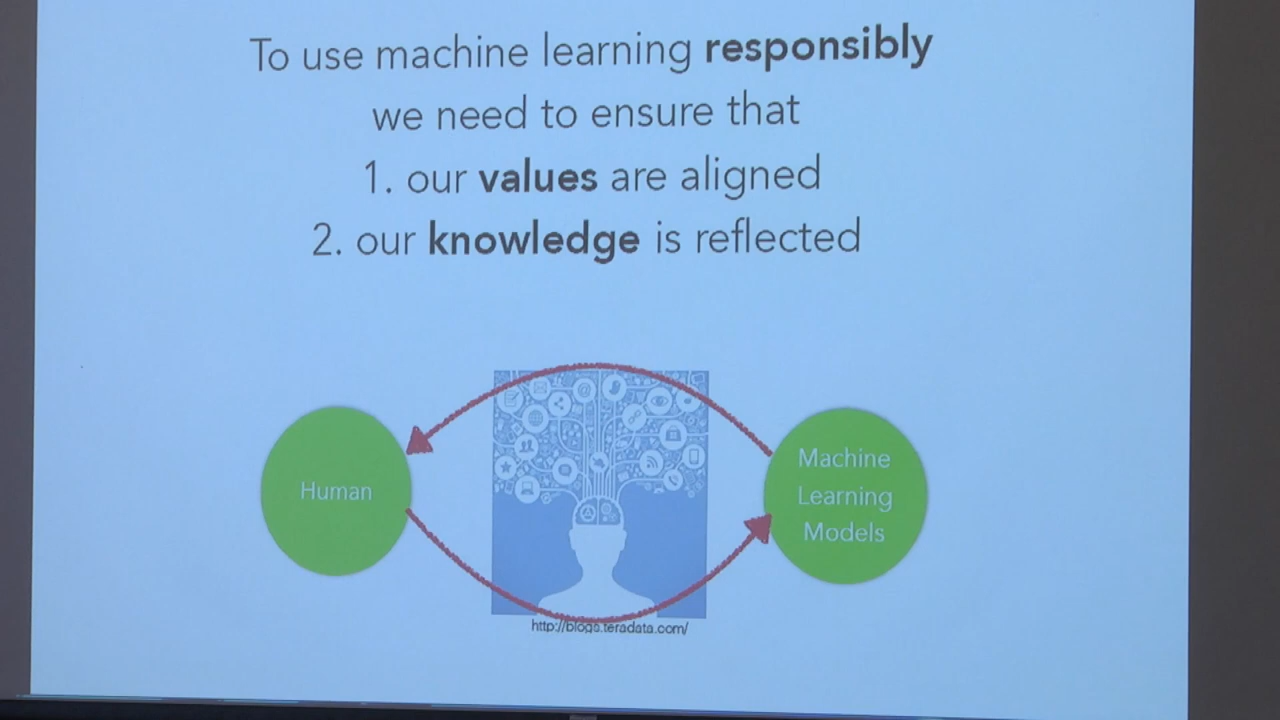 To use machine learning responsibly
we need to ensure that
1. our values are aligned
2. our knowledge is reflected
Human
Machine
Learning
Models
http://blogs.teradata.com/